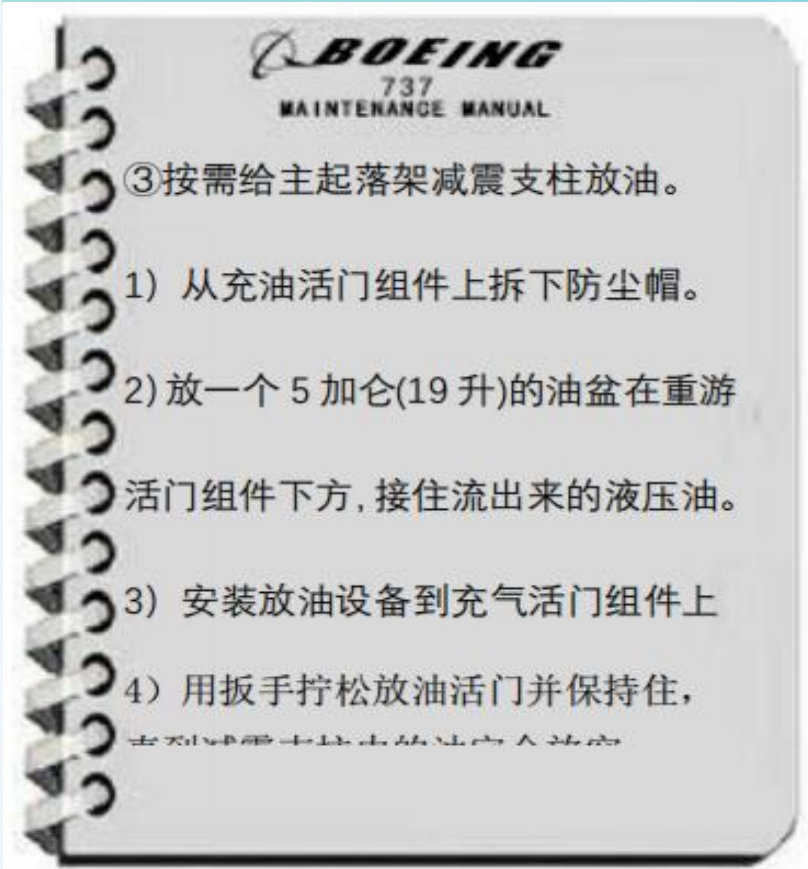 BOEING
737
MAINTENANCE MANUAL
③按需给主起落架减震支柱放油。
1）从充油活门组件上拆下防尘帽。
2) 放一个 5 加仑(19 升)的油盆在重游
活门组件下方, 接住流出来的液压油。
3）安装放油设备到充气活门组件上
4）用扳手拧松放油活门并保持住，